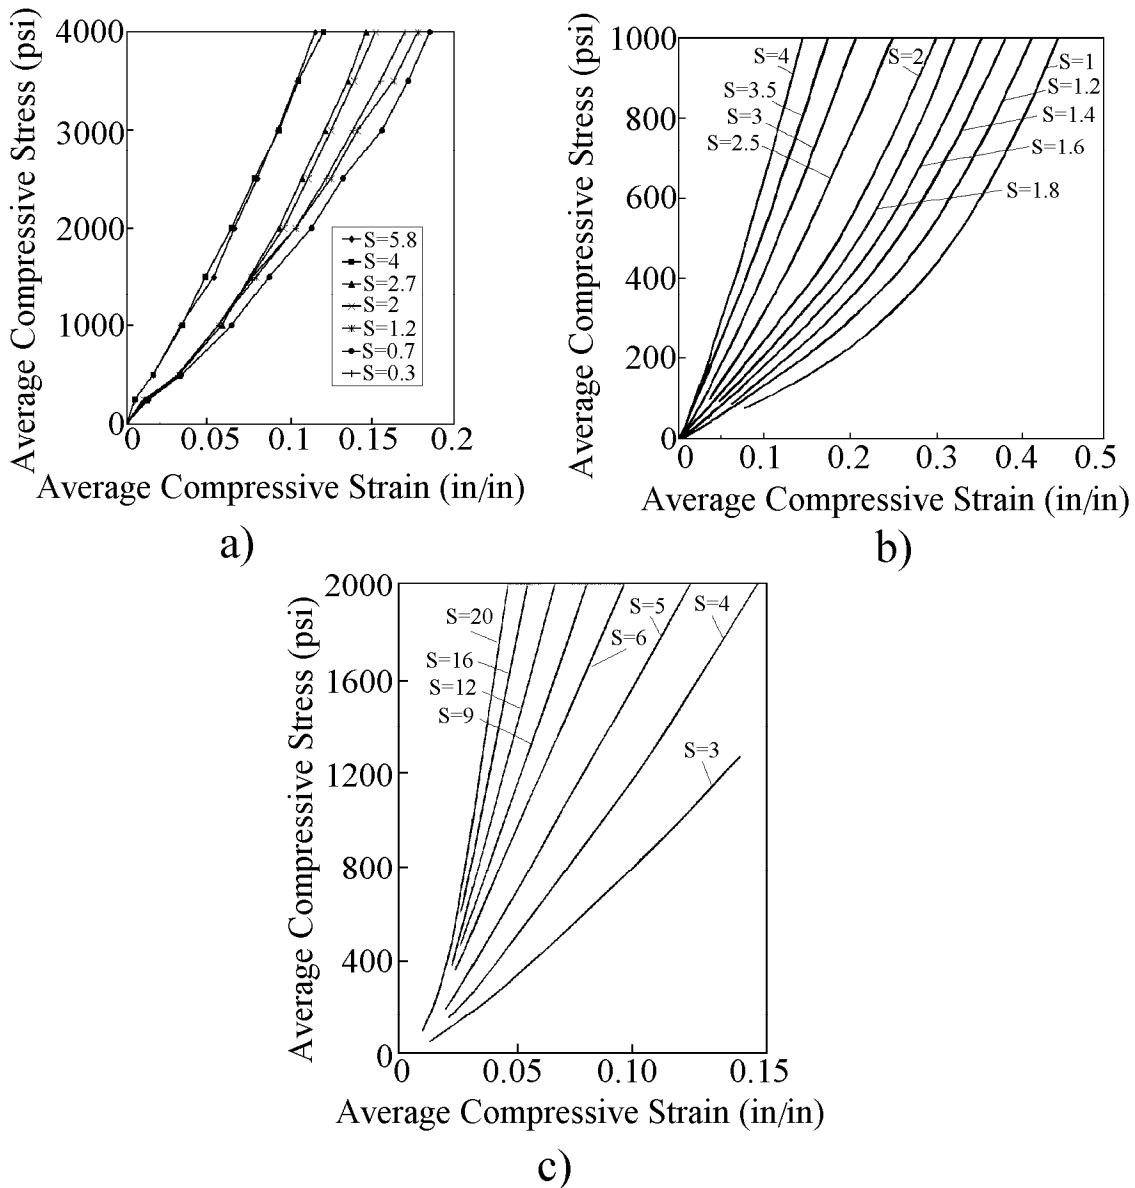 Average Compressive Stress (psi)
4000
3000
2000
1000
0
S=5.8
S=4
S=2.7
S=2
S=1.2
S=0.7
S=0.3
0 0.05 0.1 0.15 0.2
Average Compressive Strain (in/in)
a)
Average Compressive Stress (psi)
1000
800
600
400
200
0
S=4
S=3.5
S=3
S=2.5
S=2
S=1
S=1.2
S=1.4
S=1.6
S=1.8
0 0.1 0.2 0.3 0.4 0.5
Average Compressive Strain (in/in)
b)
Average Compressive Stress (psi)
2000
1600
1200
800
400
0
S=20
S=16
S=12
S=9
S=5
S=4
S=6
S=3
0 0.05 0.10 0.15
Average Compressive Strain (in/in)
c)